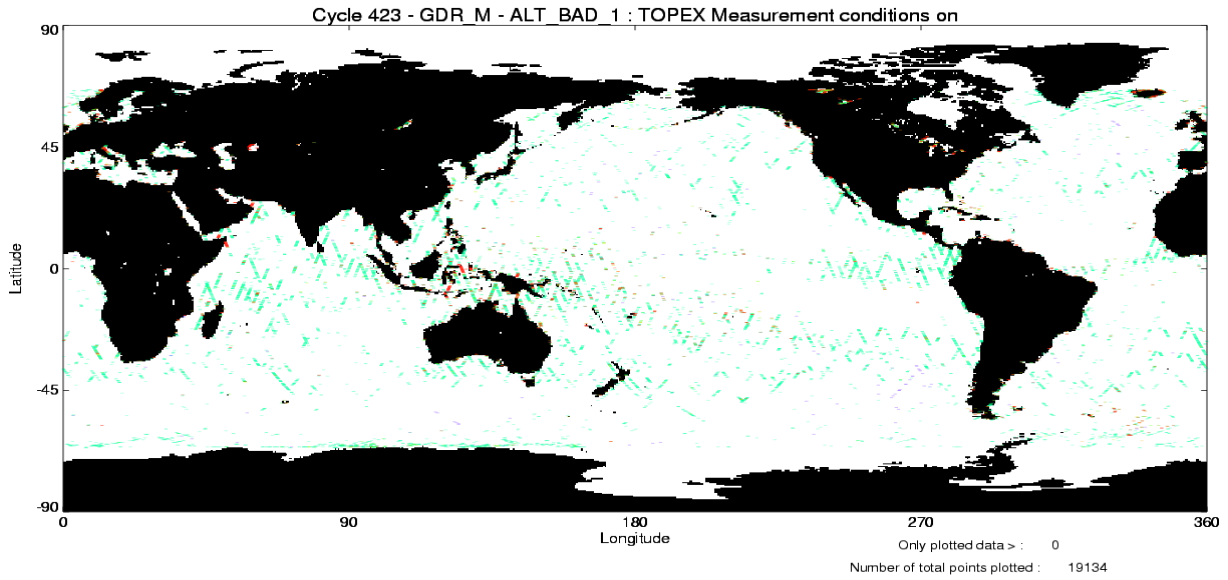 Cycle 423 - GDR_M - ALT_BAD_1 : TOPEX Measurement conditions on
90
45
0
-45
-90
Latitude
0 90 180 270 360
Longitude
Only plotted data > : 0
Number of total points plotted : 19134